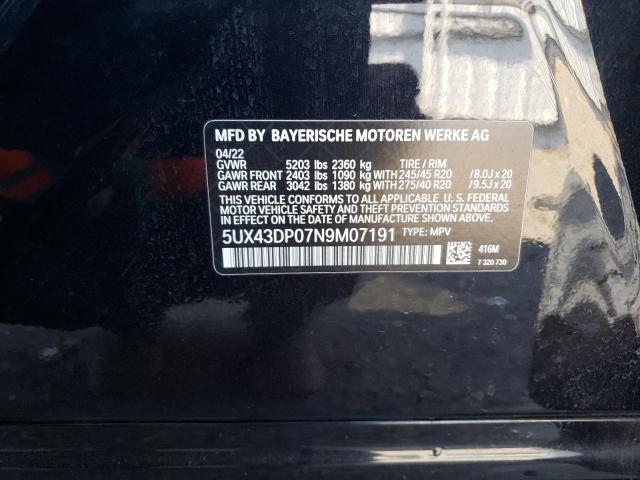 MFD BY BAYERISCHE MOTOREN WERKE AG
04/22
GVWR 5203 lbs 2360 kg TIRE / RIM
GAWR FRONT 2403 lbs 1090 kg WITH 245/45 R20 /8.0J x 20
GAWR REAR 3042 lbs 1380 kg WITH 275/40 R20 /9.5J x 20
THIS VEHICLE CONFORMS TO ALL APPLICABLE U. S. FEDERAL
MOTOR VEHICLE SAFETY STANDARDS
IN EFFECT ON THE DATE OF MANUFACTURE SHOWN ABOVE.
5UX43DP07N9M07191 TYPE: MPV
416M
7 320 730